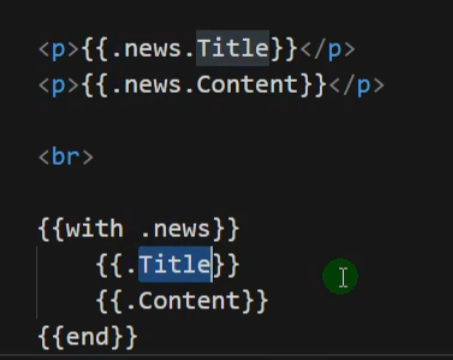 <p>{{.news.Title}}</p>
<p>{{.news.Content}}</p>
<br>
{{with .news}}
{{.Title}}
{{.Content}}
{{end}}